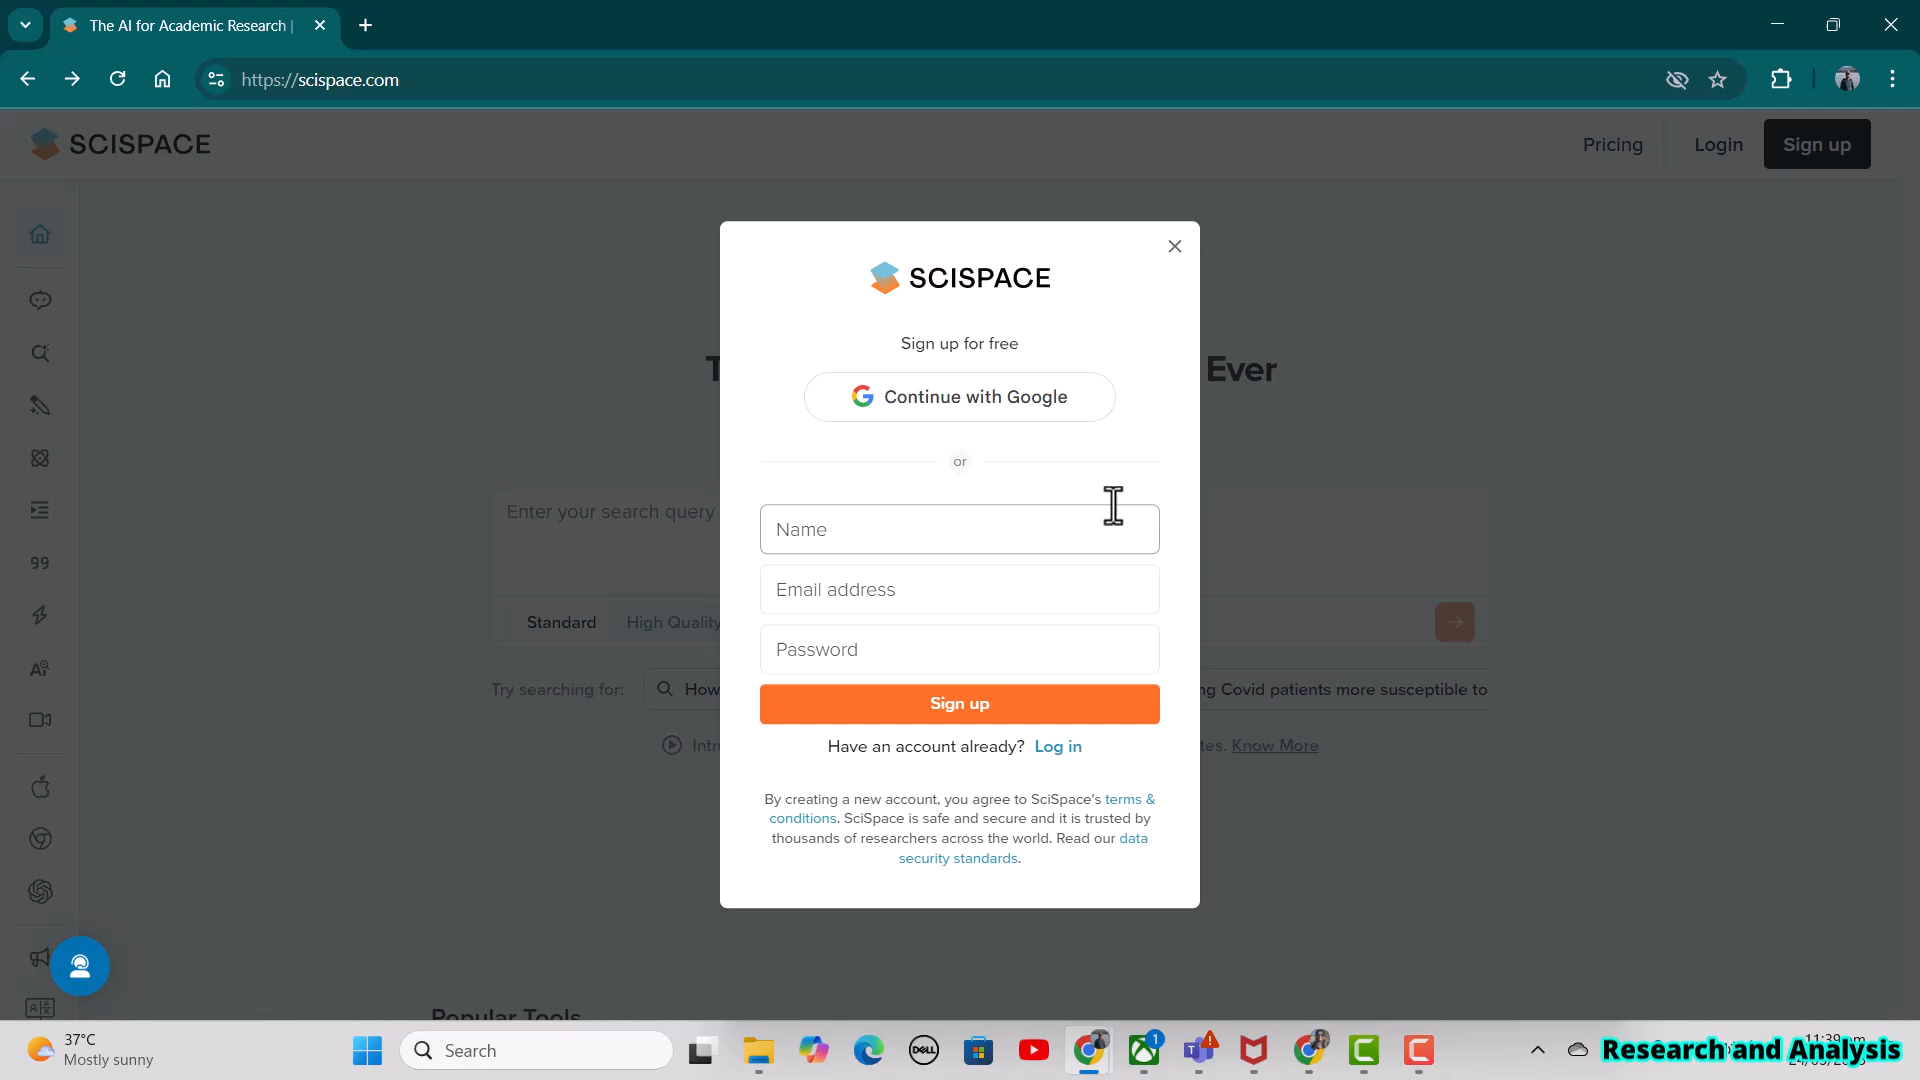 The AI for Academic Research |
https://scispace.com
SCISPACE
Pricing
Login
Sign up
SCISPACE
Sign up for free
Continue with Google
or
Ever
Enter your search query
Name
Email address
Standard
High Quality
Password
Try searching for:
How
ng Covid patients more susceptible to
Sign up
Have an account already? Log in
Intr
tes. Know More
By creating a new account, you agree to SciSpace's terms &
conditions. SciSpace is safe and secure and it is trusted by
thousands of researchers across the world. Read our data
security standards.
Popular Tools
37°C
Mostly sunny
Search
DELL
1
Research and Analysis